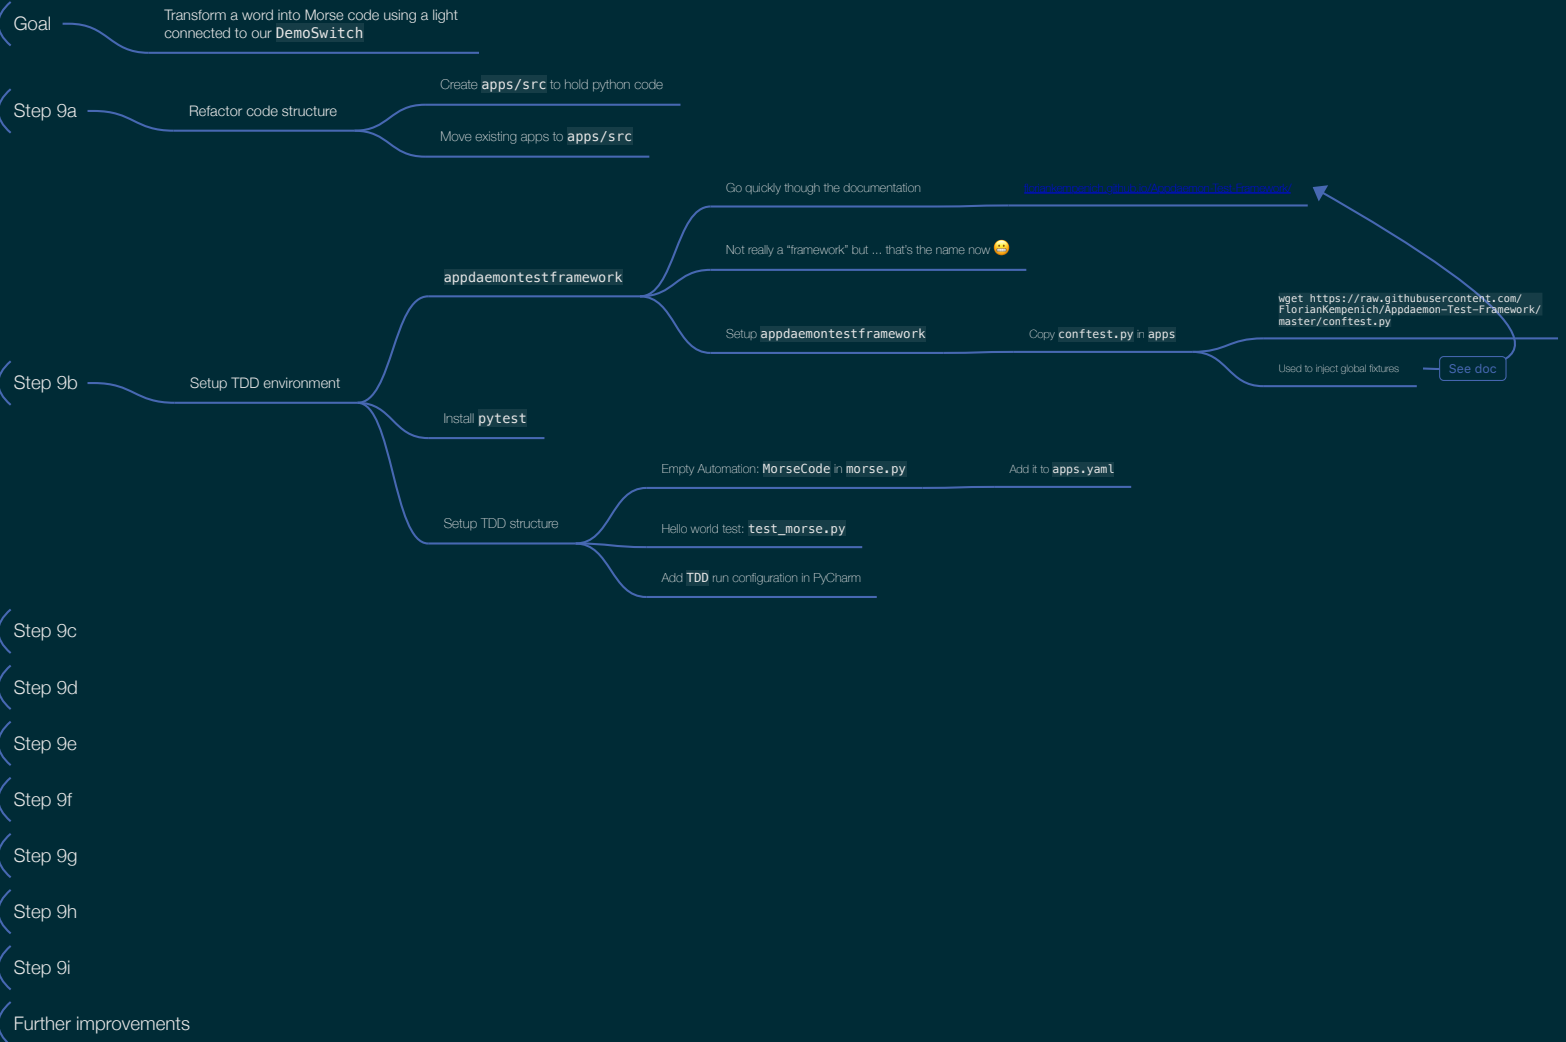 Goal
Transform a word into Morse code using a light
connected to our DemoSwitch
Step 9a
Refactor code structure
Create apps/src to hold python code
Move existing apps to apps/src
Step 9b
Setup TDD environment
appdaemontestframework
Go quickly though the documentation
Not really a “framework” but ... that's the name now 😬
Setup appdaemontestframework
Copy conftest.py in apps
wget https://raw.githubusercontent.com/
FlorianKempenich/Appdaemon-Test-Framework/
master/conftest.py
Used to inject global fixtures
See doc
Install pytest
Setup TDD structure
Empty Automation: MorseCode in morse.py
Add it to apps.yaml
Hello world test: test_morse.py
Add TDD run configuration in PyCharm
Step 9c
Step 9d
Step 9e
Step 9f
Step 9g
Step 9h
Step 9i
Further improvements